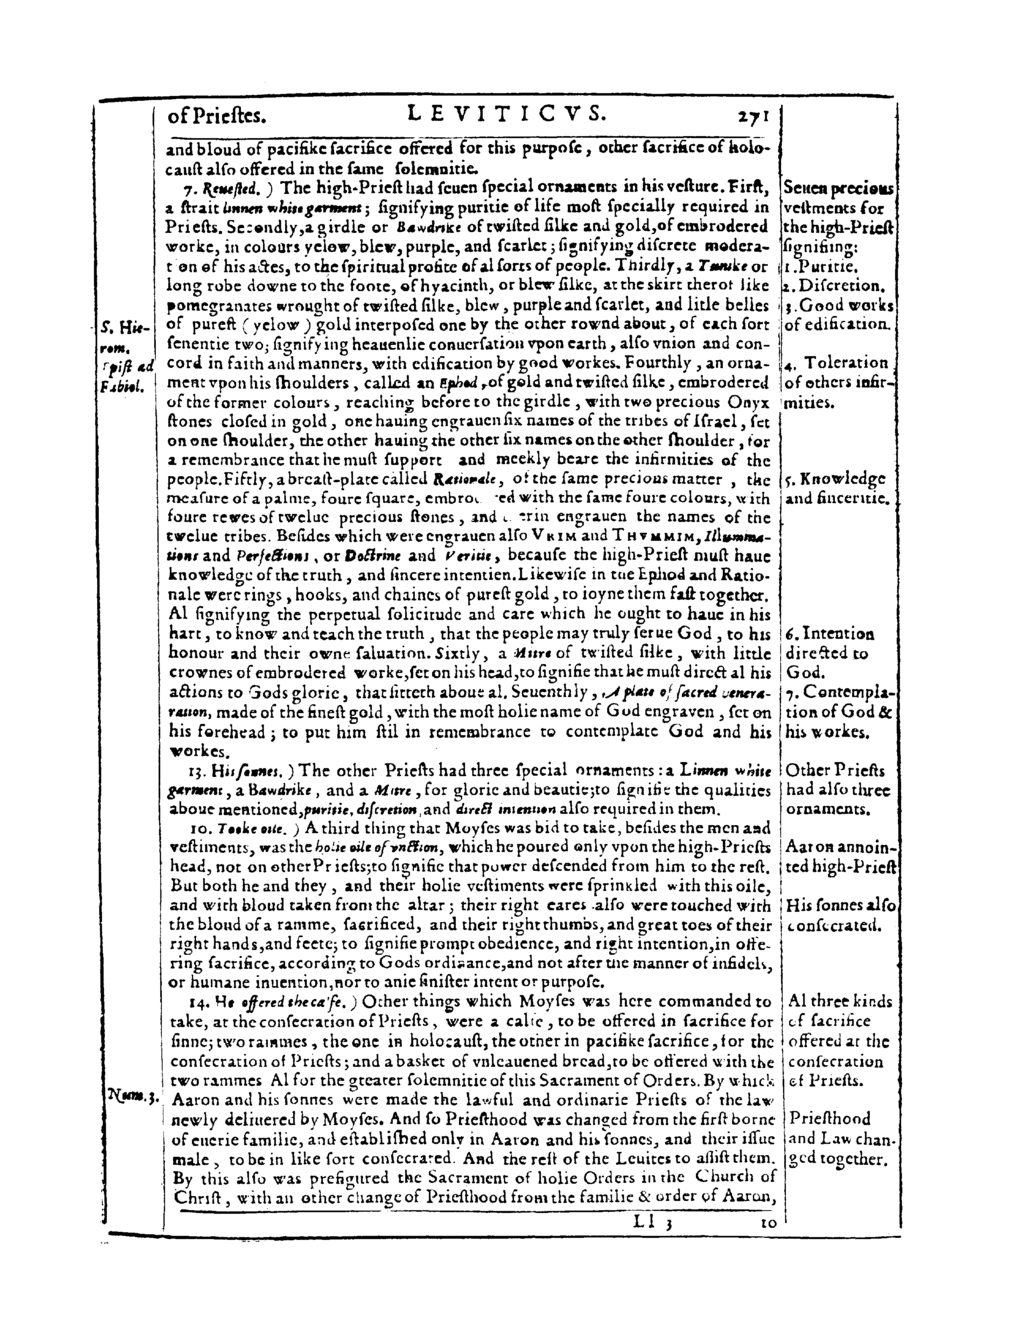 of Prieſtes. LEVITICVS. 271
and bloud of pacifike ſacrifice offered for this purpoſe, other ſacrifice of holo-
cauſt alſo offered in the ſame ſolemnitie.
7. Reueſted. ) The high-Prieſt had ſeuen ſpecial ornaments in his veſture. Firſt,
a ſtrait linnen white garment; ſignifying puritie of life moſt ſpecially required in
Prieſts. Secondly, a girdle or Bawdrike of twiſted ſilke and gold, of embrodered
worke, in colours yelow, blew, purple, and ſcarlet; ſignifying diſcrete modera-
t on of his actes, to the ſpiritual profite of al ſorts of people. Thirdly, a Tunike or
long robe downe to the foote, of hyacinth, or blew ſilke, at the skirt therof like
pomegranates wrought of twiſted ſilke, blew, purple and ſcarlet, and litle belles
of pureſt ( yelow ) gold interpoſed one by the other rownd about, of each ſort
ſeuentie two; ſignifying heauenlie conuerſation vpon earth, alſo vnion and con-
cord in faith and manners, with edification by good workes. Fourthly, an orna-
ment vpon his ſhoulders, called an Ephod, of gold and twiſted ſilke, embrodered
of the former colours, reaching before to the girdle, with two precious Onyx
ſtones cloſed in gold, one hauing engrauen ſix names of the tribes of Iſrael, ſet
on one ſhoulder, the other hauing the other ſix names on the other ſhoulder, for
a remembrance that he muſt ſupport and meekly beare the infirmities of the
people. Fiftly, a breaſt-plate called Rationale, of the ſame precious matter, the
meaſure of a palme, foure ſquare, embro ed with the ſame foure colours, with
foure rewes of twelue precious ſtones, and erin engrauen the names of the
twelue tribes. Beſides which were engrauen alſo VRIM and THVMMIM, Illumina-
tions and Perfections, or Doctrine and Veritie, becauſe the high-Prieſt muſt haue
knowledge of the truth, and ſincere intention. Likewiſe in tue Ephod and Ratio-
nale were rings, hooks, and chaines of pureſt gold, to ioyne them faſt together.
Al ſignifying the perpetual ſolicitude and care which he ought to haue in his
hart, to know and teach the truth, that the people may truly ſerue God, to his
honour and their owne ſaluation. Sixtly, a Mitre of twiſted ſilke, with little
crownes of embrodered worke, ſet on his head, to ſignifie that he muſt direct al his
actions to Gods glorie, that ſitteth aboue al. Seuenthly, A plate of ſacred venera-
ration, made of the fineſt gold, with the moſt holie name of God engraven, ſet on
his forehead; to put him ſtil in remembrance to contemplate God and his
workes.
13. His ſonnes. ) The other Prieſts had three ſpecial ornaments: a Linnen white
garment, a Bawdrike, and a Mitre, for glorie and beautie; to ſignifie the qualities
aboue mentioned, puritie, diſcretion, and direct intention alſo required in them.
10. Tooke oile. ) A third thing that Moyſes was bid to take, beſides the men and
veſtiments, was the holie oile of vnction, which he poured only vpon the high-Prieſts
head, not on other Prieſts; to ſignifie that power deſcended from him to the reſt.
But both he and they, and their holie veſtiments were ſprinkled with this oile,
and with bloud taken from the altar; their right eares alſo were touched with
the bloud of a ramme, ſacrificed, and their right thumbs, and great toes of their
right hands, and feete; to ſignifie prompt obedience, and right intention, in offe-
ring ſacrifice, according to Gods ordinance, and not after the manner of infidels,
or humane inuention, nor to anie ſiniſter intent or purpoſe.
14. He offered the calfe. ) Other things which Moyſes was here commanded to
take, at the conſecration of Prieſts, were a calfe, to be offered in ſacrifice for
ſinne; two rammes, the one in holocauſt, the other in pacifike ſacrifice, for the
conſecration of Prieſts; and a basket of vnleauened bread, to be offered with the
two rammes Al for the greater ſolemnitie of this Sacrament of Orders. By which
Aaron and his ſonnes were made the lawful and ordinarie Prieſts of the law
newly deliuered by Moyſes. And ſo Prieſthood was changed from the firſt borne
of euerie familie, and eſtabliſhed only in Aaron and his ſonnes, and their iſſue
male, to be in like ſort conſecrated. And the reſt of the Leuites to aſſiſt them.
By this alſo was prefigured the Sacrament of holie Orders in the Church of
Chriſt, with an other change of Prieſthood from the familie & order of Aaron,
Ll 3 10
S. Hie-
rom.
epiſt ad
Fabiol.
Num. 3.
Seuen precious
veſtments for
the high-Prieſt
ſignifing:
1. Puritie.
2. Diſcretion.
3. Good works
of edification.
4. Toleration
of others infir-
mities.
5. Knowledge
and ſinceritie.
6. Intention
directed to
God.
7. Contempla-
tion of God &
his workes.
Other Prieſts
had alſo three
ornaments.
Aaron annoin-
ted high-Prieſt
His ſonnes alſo
conſecrated.
Al three kinds
of ſacrifice
offered at the
conſecration
of Prieſts.
Prieſthood
and Law chan-
ged together.